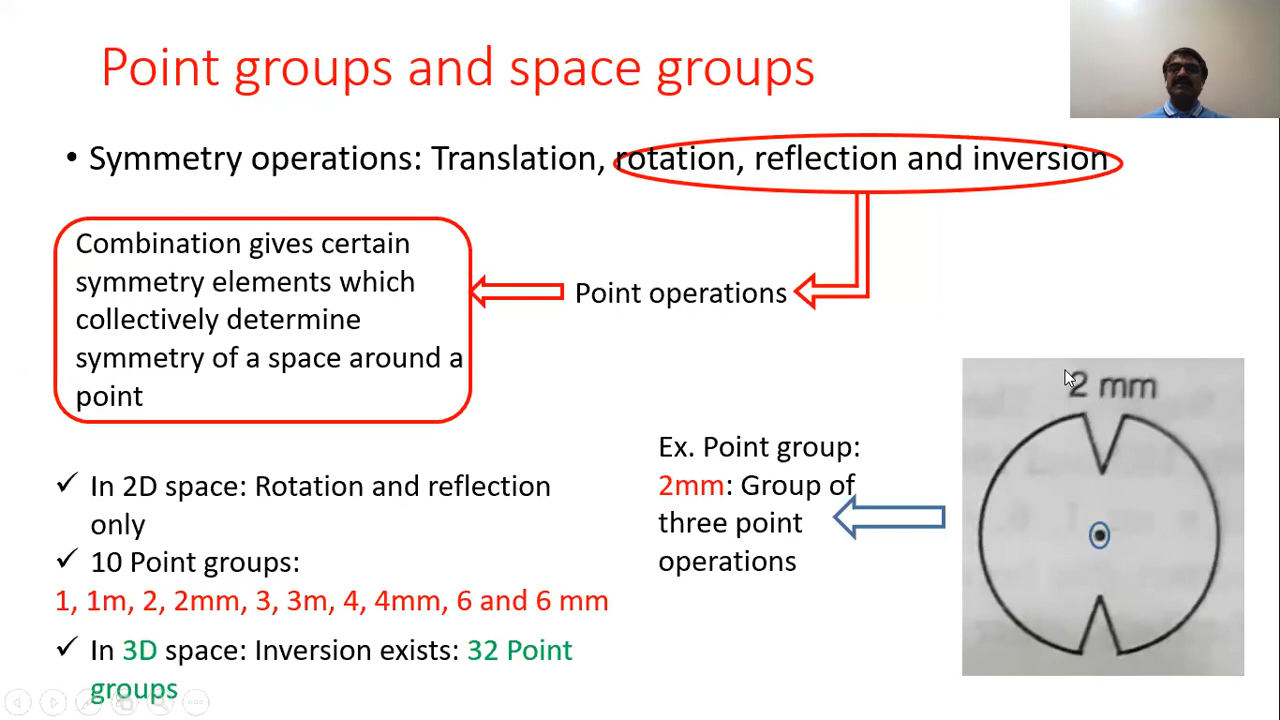 Point groups and space groups
• Symmetry operations: Translation, rotation, reflection and inversion
Combination gives certain
symmetry elements which
collectively determine
symmetry of a space around a
point
Point operations
2 mm
Ex. Point group:
2mm: Group of
three point
operations
✓ In 2D space: Rotation and reflection
only
✓ 10 Point groups:
1, 1m, 2, 2mm, 3, 3m, 4, 4mm, 6 and 6 mm
✓ In 3D space: Inversion exists: 32 Point
groups